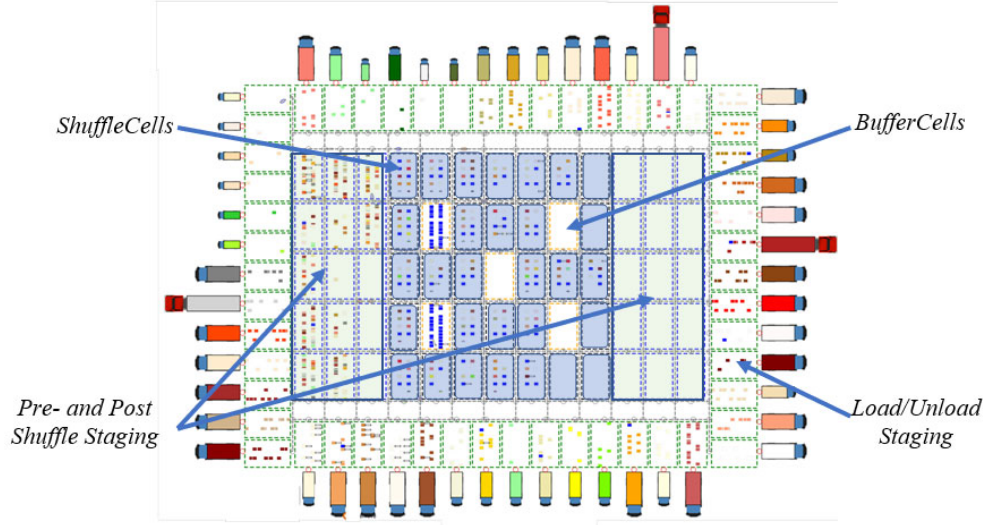 ShuffleCells
BufferCells
Pre- and Post
Shuffle Staging
Load/Unload
Staging